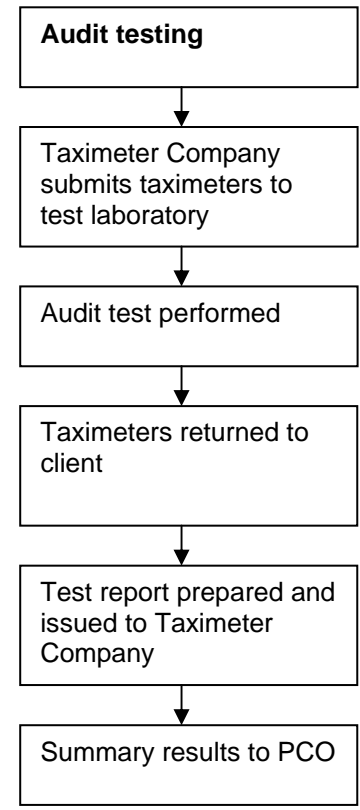 Audit testing
Taximeter Company
submits taximeters to
test laboratory
Audit test performed
Taximeters returned to
client
Test report prepared and
issued to Taximeter
Company
Summary results to PCO